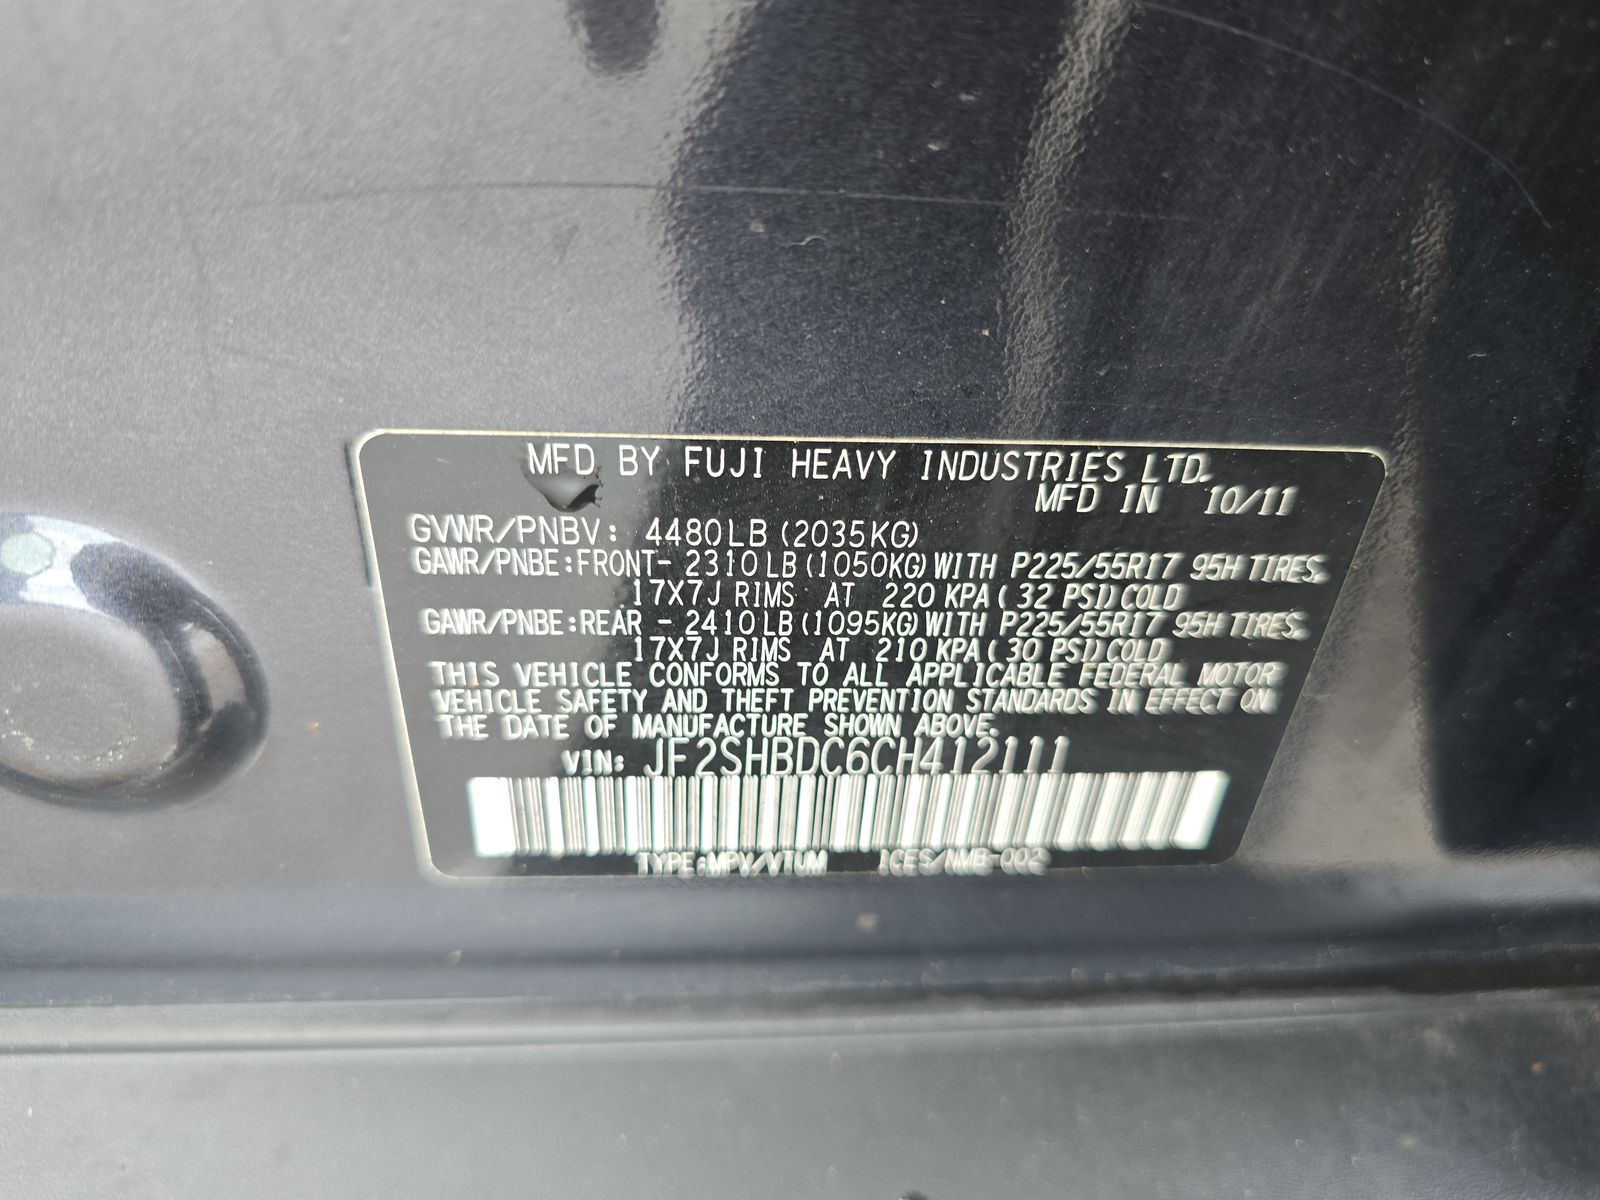 MFD BY FUJI HEAVY INDUSTRIES LTD.
MFD IN 10/11
GVWR/PNBV: 4480LB (2035KG)
GAWR/PNBE:FRONT- 2310LB (1050KG) WITH P225/55R17 95H TIRES,
17X7J RIMS AT 220 KPA ( 32 PSI) COLD
GAWR/PNBE:REAR - 2410LB (1095KG) WITH P225/55R17 95H TIRES,
17X7J RIMS AT 210 KPA ( 30 PSI) COLD
THIS VEHICLE CONFORMS TO ALL APPLICABLE FEDERAL MOTOR
VEHICLE SAFETY AND THEFT PREVENTION STANDARDS IN EFFECT ON
THE DATE OF MANUFACTURE SHOWN ABOVE.
VIN: JF2SHBDC6CH412111
TYPE:MPV/VTUM ICES/NMB-002